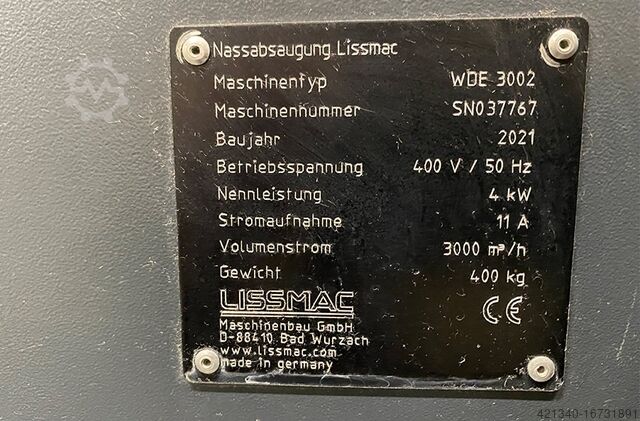 Nassabsaugung Lissmac
Maschinentyp WDE 3002
Maschinennummer SN037767
Baujahr 2021
Betriebsspannung 400 V / 50 Hz
Nennleistung 4 kW
Stromaufnahme 11 A
Volumenstrom 3000 m³/h
Gewicht 400 kg
LISSMAC
Maschinenbau GmbH
D-88410 Bad Wurzach
www.lissmac.com
made in germany
CE
421340-16731891